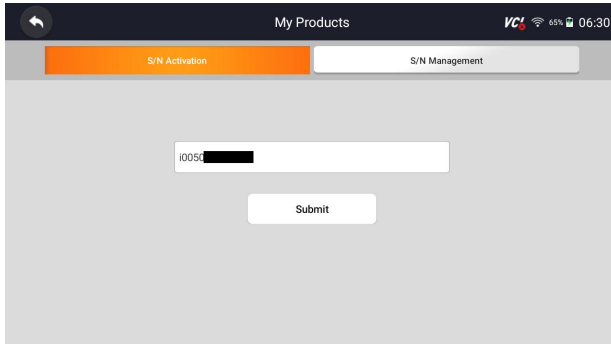 My Products
VCI
65%
06:30
S/N Activation
S/N Management
i0050
Submit